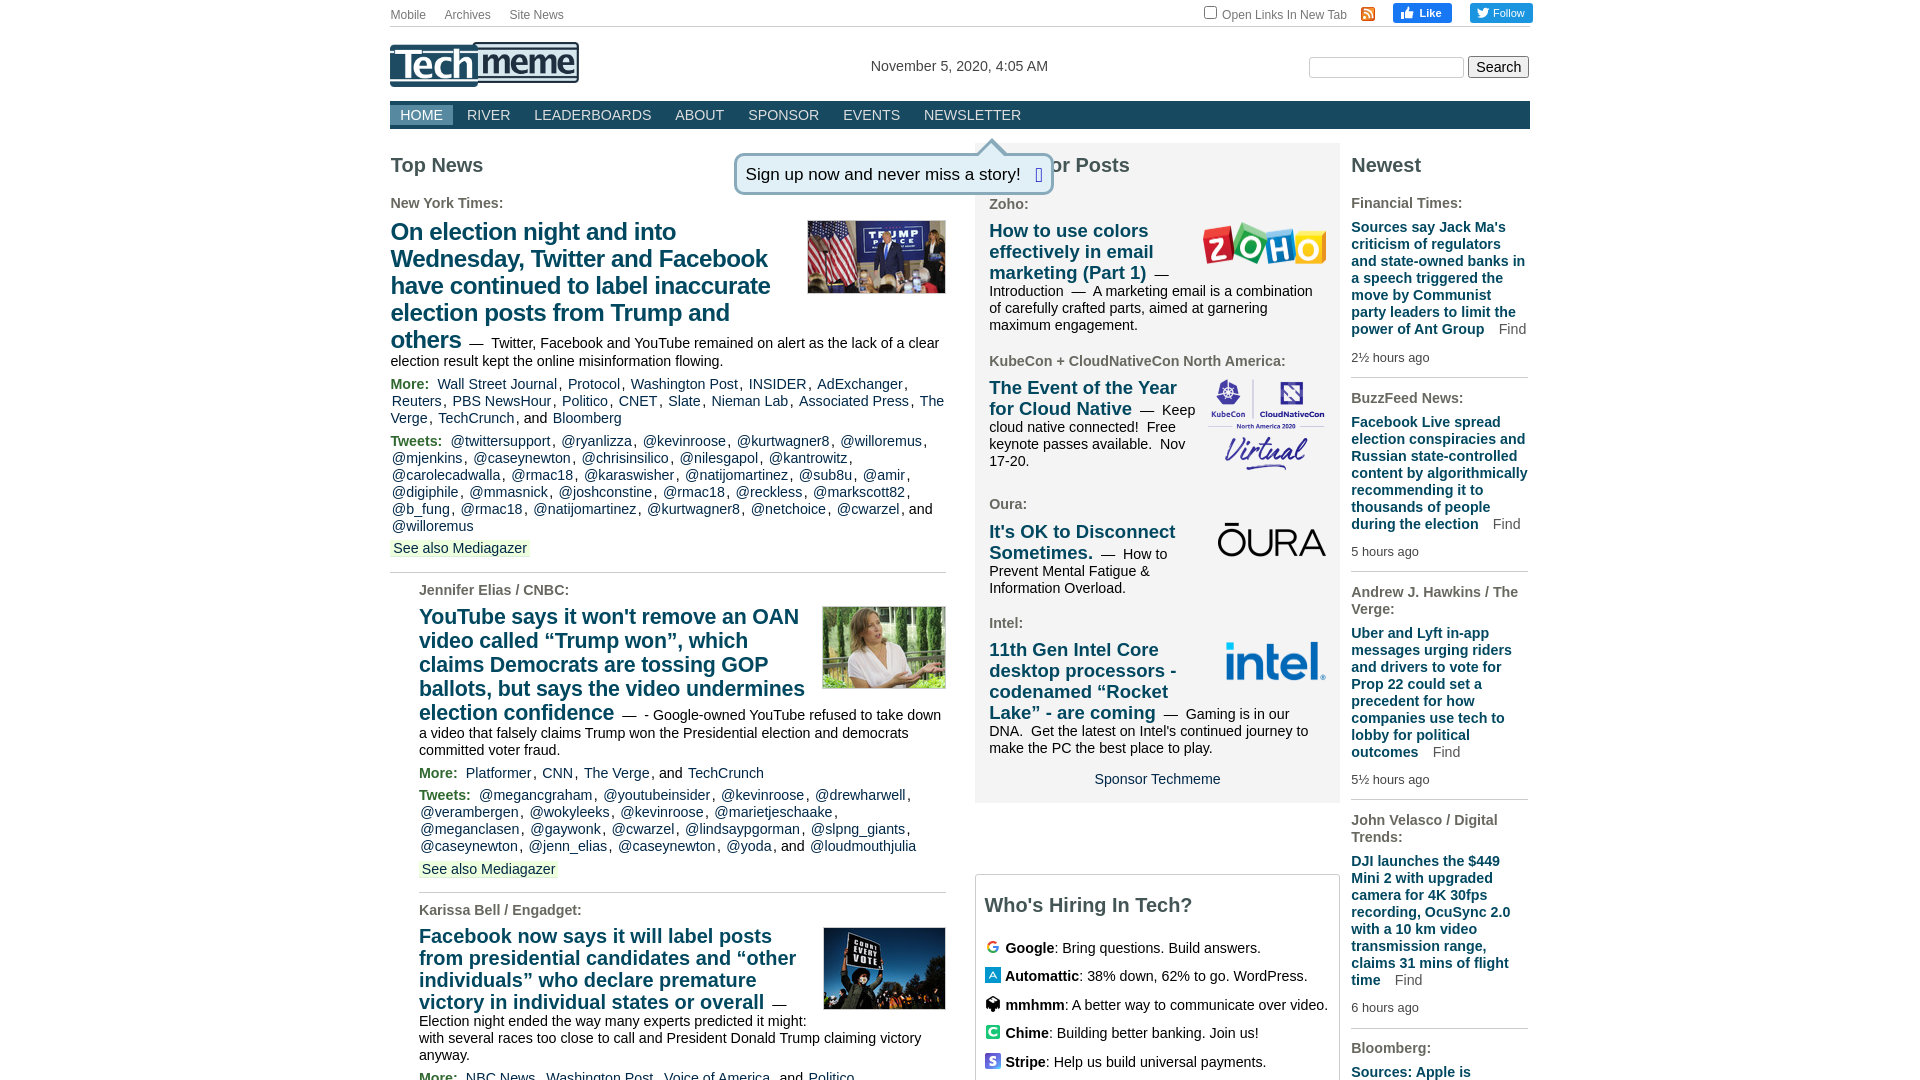 Mobile Archives Site News
Open Links In New Tab
Like
Follow
Techmeme
November 5, 2020, 4:05 AM
Search
HOME RIVER LEADERBOARDS ABOUT SPONSOR EVENTS NEWSLETTER
Sign up now and never miss a story!
Top News
New York Times:
On election night and into
Wednesday, Twitter and Facebook
have continued to label inaccurate
election posts from Trump and
others — Twitter, Facebook and YouTube remained on alert as the lack of a clear
election result kept the online misinformation flowing.
More: Wall Street Journal, Protocol, Washington Post, INSIDER, AdExchanger,
Reuters, PBS NewsHour, Politico, CNET, Slate, Nieman Lab, Associated Press, The
Verge, TechCrunch, and Bloomberg
Tweets: @twittersupport, @ryanlizza, @kevinroose, @kurtwagner8, @willoremus,
@mjenkins, @caseynewton, @chrisinsilico, @nilesgapol, @kantrowitz,
@carolecadwalla, @rmac18, @karaswisher, @natijomartinez, @sub8u, @amir,
@digiphile, @mmasnick, @joshconstine, @rmac18, @reckless, @markscott82,
@b_fung, @rmac18, @natijomartinez, @kurtwagner8, @netchoice, @cwarzel, and
@willoremus
See also Mediagazer
TRUMP
PENCE
Jennifer Elias / CNBC:
YouTube says it won't remove an OAN
video called “Trump won”, which
claims Democrats are tossing GOP
ballots, but says the video undermines
election confidence — - Google-owned YouTube refused to take down
a video that falsely claims Trump won the Presidential election and democrats
committed voter fraud.
More: Platformer, CNN, The Verge, and TechCrunch
Tweets: @megancgraham, @youtubeinsider, @kevinroose, @drewharwell,
@verambergen, @wokyleeks, @kevinroose, @marietjeschaake,
@meganclasen, @gaywonk, @cwarzel, @lindsaypgorman, @slpng_giants,
@caseynewton, @jenn_elias, @caseynewton, @yoda, and @loudmouthjulia
See also Mediagazer
Karissa Bell / Engadget:
Facebook now says it will label posts
from presidential candidates and “other
individuals” who declare premature
victory in individual states or overall —
Election night ended the way many experts predicted it might:
with several races too close to call and President Donald Trump claiming victory
anyway.
More: NBC News, Washington Post, Voice of America, and Politico
COUNT
EVERY
VOTE
or Posts
Zoho:
How to use colors
effectively in email
marketing (Part 1) —
Introduction — A marketing email is a combination
of carefully crafted parts, aimed at garnering
maximum engagement.
ZOHO
KubeCon + CloudNativeCon North America:
The Event of the Year
for Cloud Native — Keep
cloud native connected! Free
keynote passes available. Nov
17-20.
KubeCon CloudNativeCon
North America 2020
Virtual
Oura:
It's OK to Disconnect
Sometimes. — How to
Prevent Mental Fatigue &
Information Overload.
ŌURA
Intel:
11th Gen Intel Core
desktop processors -
codenamed “Rocket
Lake” - are coming — Gaming is in our
DNA. Get the latest on Intel's continued journey to
make the PC the best place to play.
intel®
Sponsor Techmeme
Who's Hiring In Tech?
Google: Bring questions. Build answers.
Automattic: 38% down, 62% to go. WordPress.
mmhmm: A better way to communicate over video.
Chime: Building better banking. Join us!
Stripe: Help us build universal payments.
Newest
Financial Times:
Sources say Jack Ma's
criticism of regulators
and state-owned banks in
a speech triggered the
move by Communist
party leaders to limit the
power of Ant Group Find
2½ hours ago
BuzzFeed News:
Facebook Live spread
election conspiracies and
Russian state-controlled
content by algorithmically
recommending it to
thousands of people
during the election Find
5 hours ago
Andrew J. Hawkins / The
Verge:
Uber and Lyft in-app
messages urging riders
and drivers to vote for
Prop 22 could set a
precedent for how
companies use tech to
lobby for political
outcomes Find
5½ hours ago
John Velasco / Digital
Trends:
DJI launches the $449
Mini 2 with upgraded
camera for 4K 30fps
recording, OcuSync 2.0
with a 10 km video
transmission range,
claims 31 mins of flight
time Find
6 hours ago
Bloomberg:
Sources: Apple is